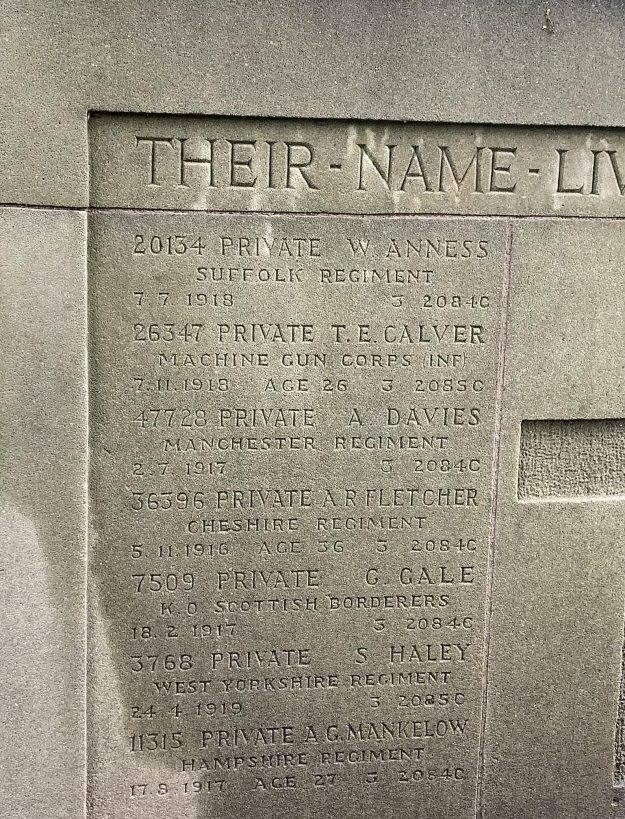 THEIR-NAME-LIV
20134 PRIVATE W ANNESS
SUFFOLK REGIMENT
7.7.1918 3 2084C
26347 PRIVATE T.E.CALVER
MACHINE GUN CORPS (INF)
7.11.1918 AGE 26 3 2085C
47728 PRIVATE A DAVIES
MANCHESTER REGIMENT
2.7.1917 3 2084C
36396 PRIVATE A.R FLETCHER
CHESHIRE REGIMENT
5.11.1916 AGE 36 3 2084C
7509 PRIVATE G. GALE
K.O SCOTTISH BORDERERS
18.2.1917 3 2084C
3768 PRIVATE S HALEY
WEST YORKSHIRE REGIMENT
24.4.1919 3 2085C
11315 PRIVATE A.G.MANKELOW
HAMPSHIRE REGIMENT
17.8.1917 AGE 27 3 2084C